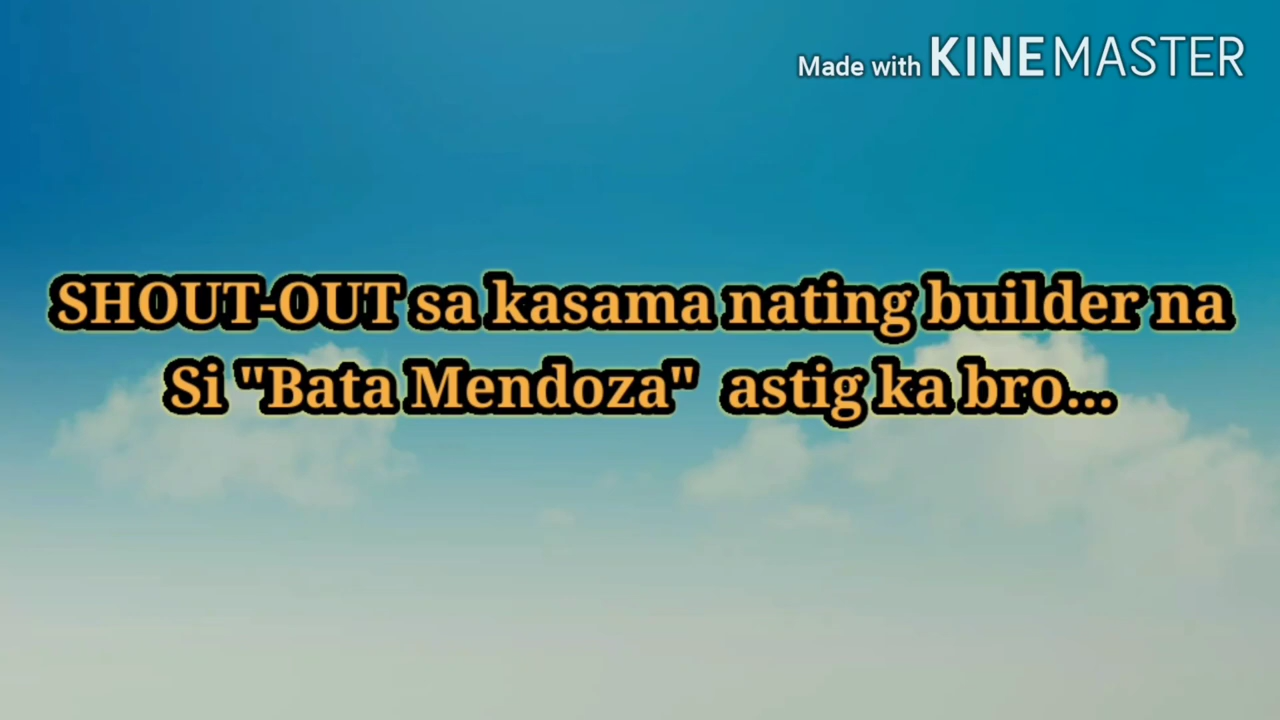 Made with KINEMASTER
SHOUT-OUT sa kasama nating builder na
Si "Bata Mendoza" astig ka bro...